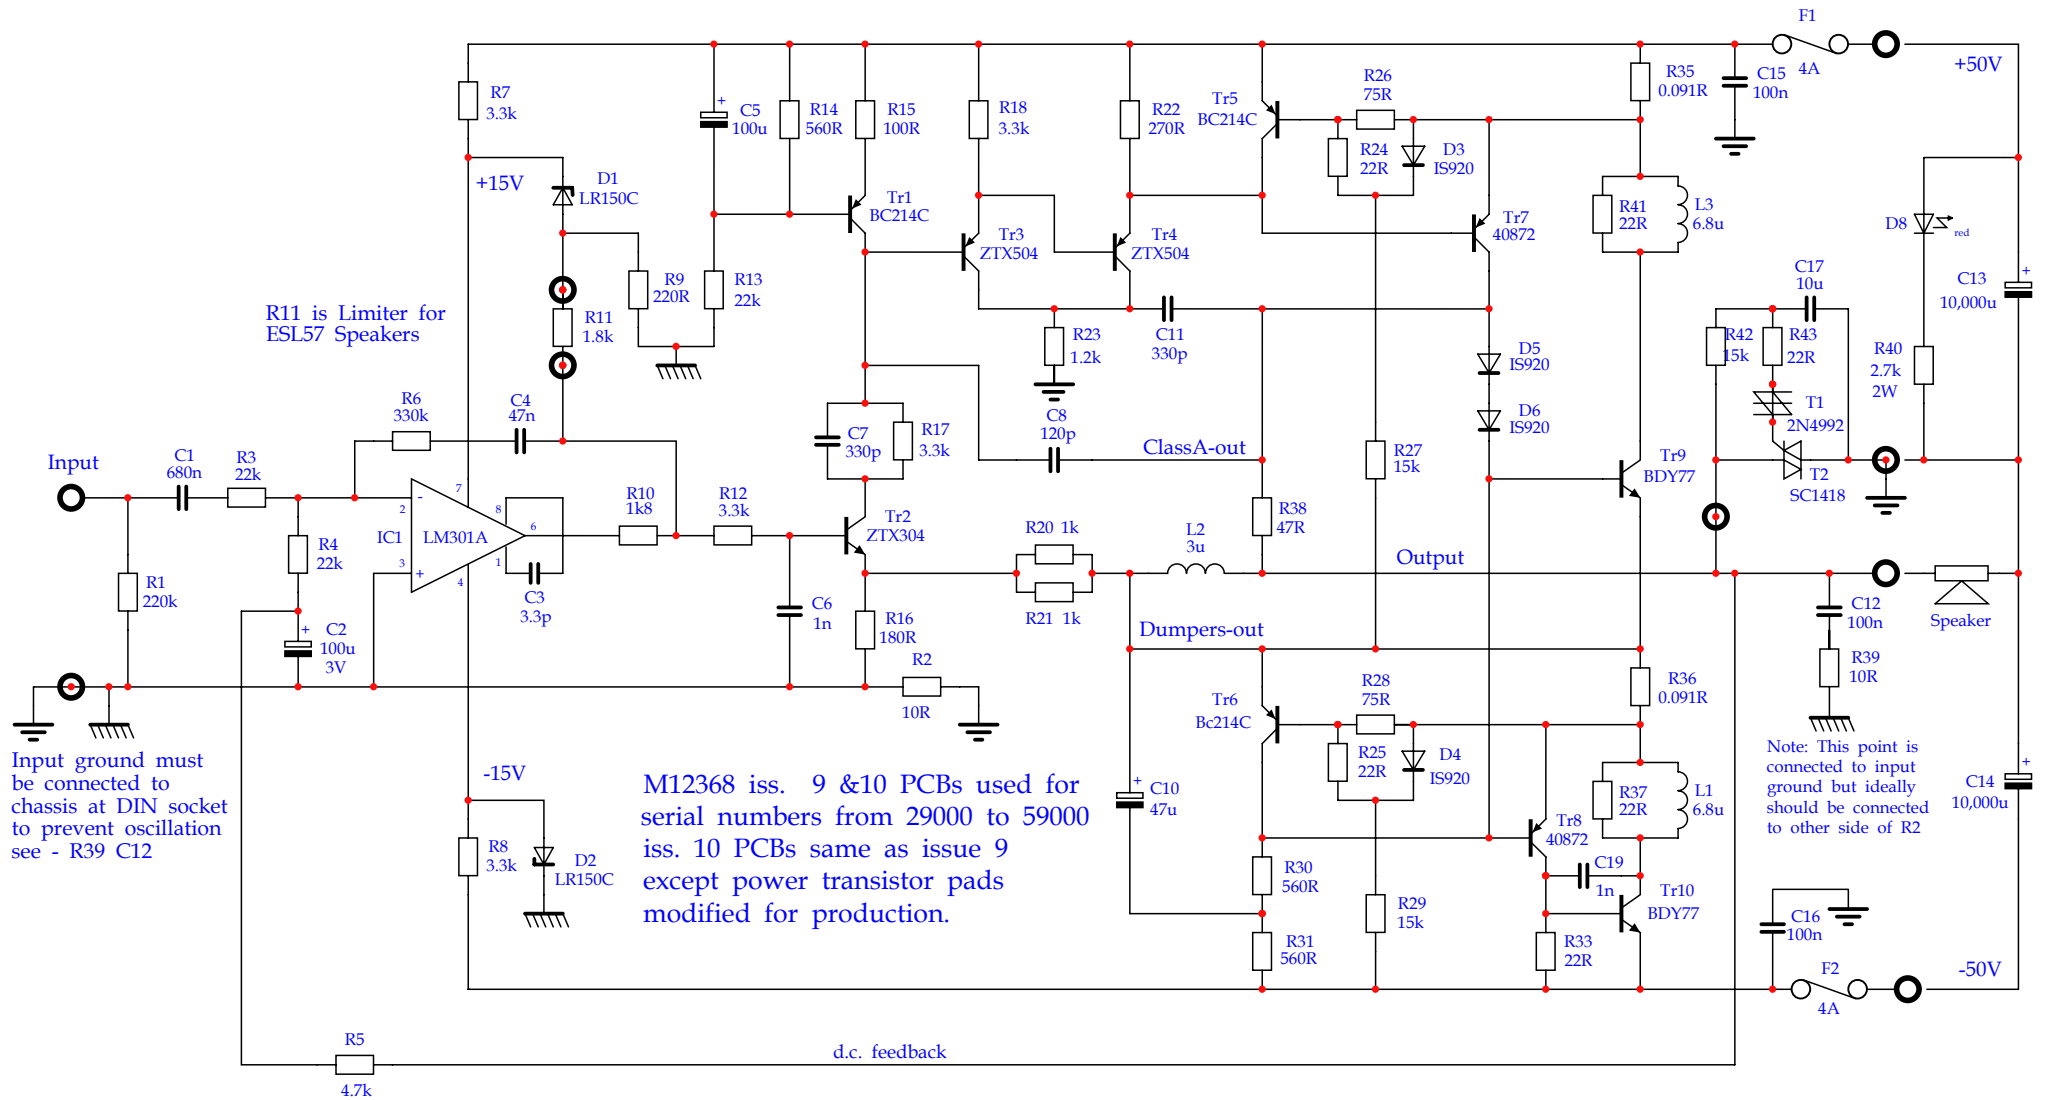 F1
4A
+50V
R7
3.3k
C5
100u
+
R14
560R
R15
100R
R18
3.3k
R22
270R
Tr5
BC214C
R26
75R
R24
22R
D3
IS920
R35
0.091R
C15
100n
+15V
D1
LR150C
Tr1
BC214C
Tr3
ZTX504
Tr4
ZTX504
Tr7
40872
R41
22R
L3
6.8u
D8
red
R11 is Limiter for
ESL57 Speakers
R11
1.8k
R9
220R
R13
22k
R23
1.2k
C11
330p
D5
IS920
D6
IS920
C17
10u
R42
15k
R43
22R
T1
2N4992
T2
SC1418
C13
10,000u
+
R40
2.7k
2W
R6
330k
C4
47n
C7
330p
R17
3.3k
C8
120p
ClassA-out
R27
15k
Tr9
BDY77
Input
C1
680n
R3
22k
7
-
2
8
IC1
LM301A
6
3
+
1
4
R10
1k8
R12
3.3k
Tr2
ZTX304
R20 1k
R21 1k
L2
3u
R38
47R
Output
R1
220k
R4
22k
C3
3.3p
C6
1n
R16
180R
C2
100u
3V
+
R2
10R
Dumpers-out
C12
100n
R39
10R
Speaker
Tr6
Bc214C
R28
75R
R25
22R
D4
IS920
R36
0.091R
Input ground must
be connected to
chassis at DIN socket
to prevent oscillation
see - R39 C12
-15V
M12368 iss. 9 &10 PCBs used for
serial numbers from 29000 to 59000
iss. 10 PCBs same as issue 9
except power transistor pads
modified for production.
C10
47u
+
Tr8
40872
R37
22R
L1
6.8u
Note: This point is
connected to input
ground but ideally
should be connected
to other side of R2
C14
10,000u
+
R8
3.3k
D2
LR150C
R30
560R
R31
560R
R29
15k
C19
1n
Tr10
BDY77
R33
22R
C16
100n
F2
4A
-50V
R5
4.7k
d.c. feedback